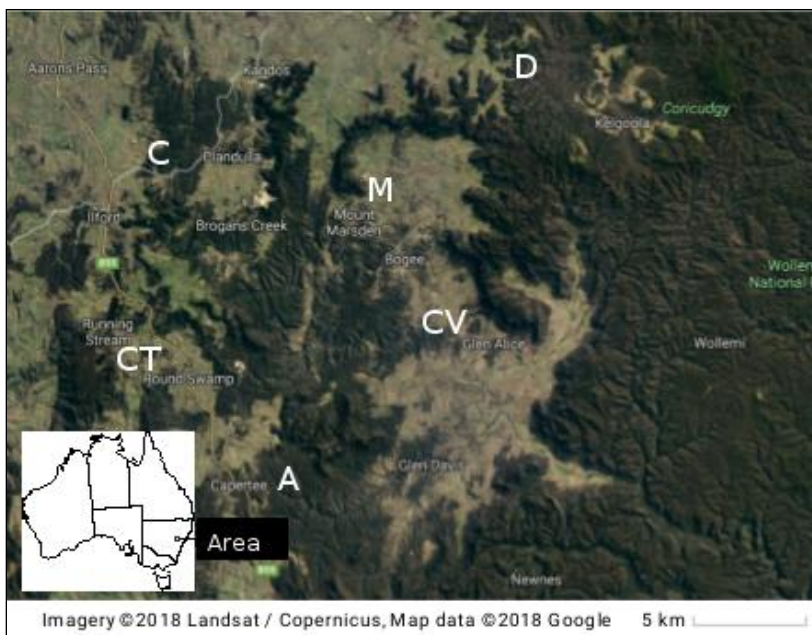 D
Aarons Pass
Kandos
Coricudgy
Kelgoola
C
Clandulla
M
Ilford
Mount
Marsden
Brogans Creek
Bogee
Wollemi
National
CV
Running
Stream
Glen Alice
Wollemi
CT
Round Swamp
Glen Davis
Capertee
A
Area
Newnes
Imagery ©2018 Landsat / Copernicus, Map data ©2018 Google 5 km